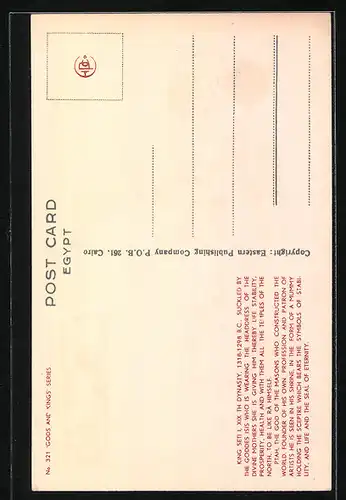 No. 221 'GODS AND KINGS' SERIES
POST CARD
EGYPT
Copyright: Eastern Publishing Company P.O.B. 261. Cairo
KING SETI I, XIX TH DYNASTY, 1318-1298 B.C., SUCKLED BY
THE GODDES ISIS WHO IS WEARING THE HEADDRESS OF THE
DIVINE MOTHERS SHE IS GIVING HIM THEREBY LIFE STABILITY,
PROSPERITY, HEALTH AND WITH THEM ALL THE TEMPLES OF THE
NORTH, TO BE LIKE RA HIMSELF.
PTAH, THE GOD OF THE MASONS WHO CONSTRUCTED THE
WORLD, FOUNDER OF HIS OWN PROFESSION AND PATRON OF
ARTISTS HE IS SEEN IN HIS SHRINE, IN THE FORM OF A MUMMY
HOLDING THE SCEPTRE WHICH BEARS THE SYMBOLS OF STABI-
LITY, AND LIFE AND THE SEAL OF ETERNITY.